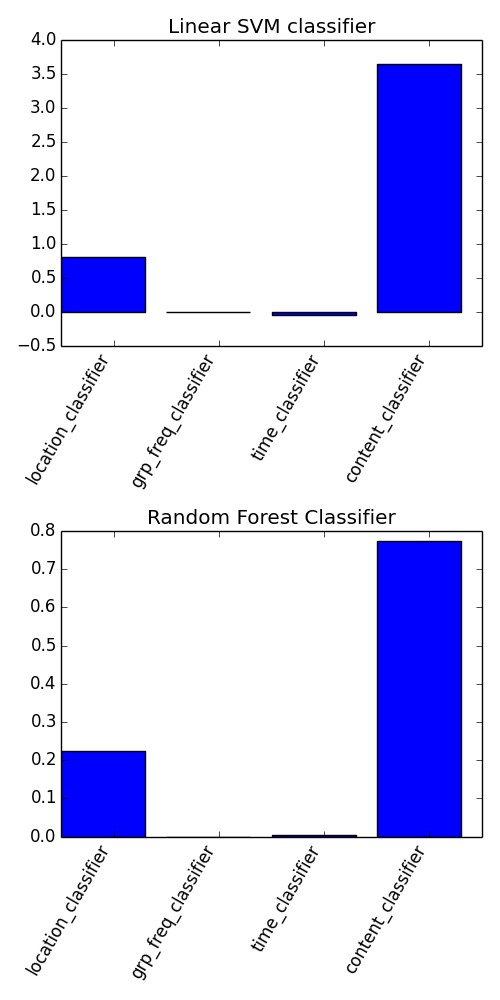 Linear SVM classifier
4.0
3.5
3.0
2.5
2.0
1.5
1.0
0.5
0.0
−0.5
location_classifier
grp_freq_classifier
time_classifier
content_classifier
Random Forest Classifier
0.8
0.7
0.6
0.5
0.4
0.3
0.2
0.1
0.0
location_classifier
grp_freq_classifier
time_classifier
content_classifier